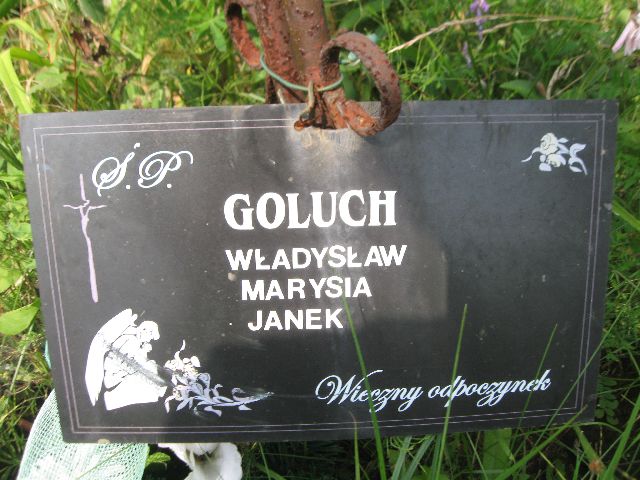 Ś.P.
GOLUCH
WŁADYSŁAW
MARYSIA
JANEK
Wieczny odpoczynek